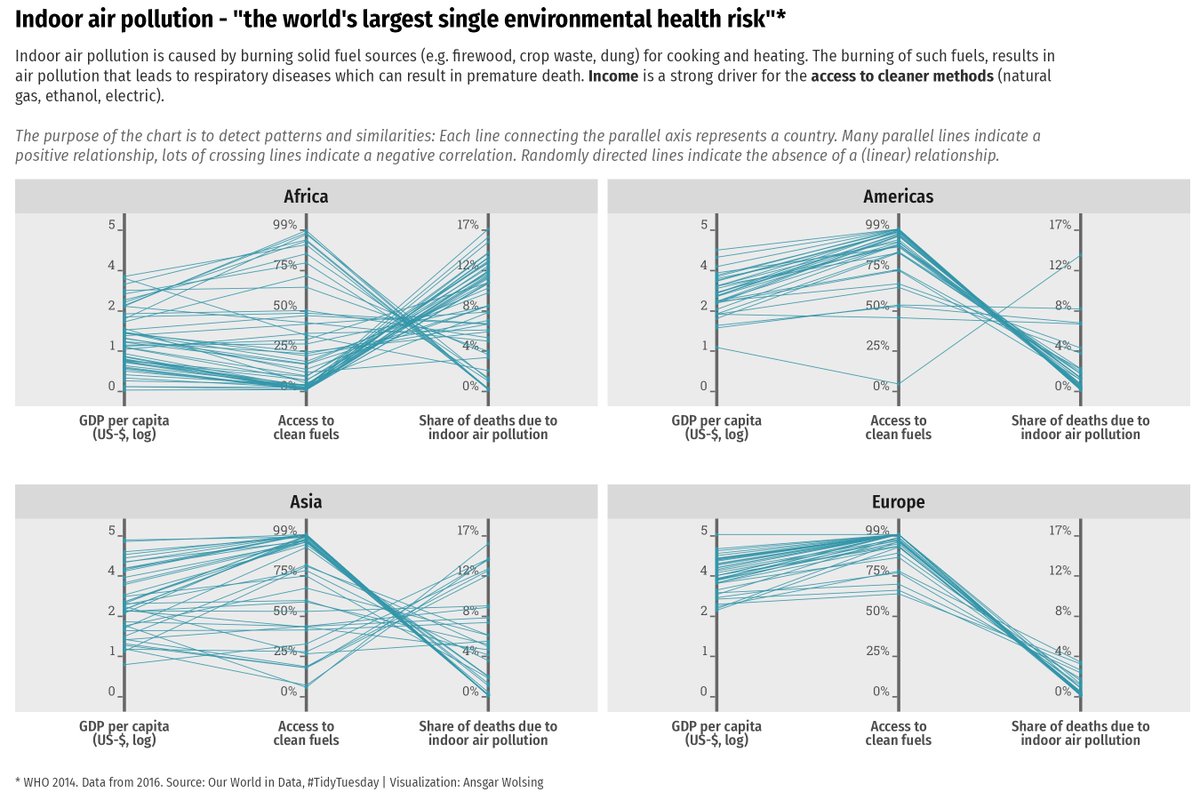 Indoor air pollution - "the world's largest single environmental health risk"*
Indoor air pollution is caused by burning solid fuel sources (e.g. firewood, crop waste, dung) for cooking and heating. The burning of such fuels, results in
air pollution that leads to respiratory diseases which can result in premature death. Income is a strong driver for the access to cleaner methods (natural
gas, ethanol, electric).
The purpose of the chart is to detect patterns and similarities: Each line connecting the parallel axis represents a country. Many parallel lines indicate a
positive relationship, lots of crossing lines indicate a negative correlation. Randomly directed lines indicate the absence of a (linear) relationship.
Africa
5 99% 17%
4 75% 12%
2 50% 8%
1 25% 4%
0 0% 0%
GDP per capita Access to Share of deaths due to
(US-$, log) clean fuels indoor air pollution
Americas
5 99% 17%
4 75% 12%
2 50% 8%
1 25% 4%
0 0% 0%
GDP per capita Access to Share of deaths due to
(US-$, log) clean fuels indoor air pollution
Asia
5 99% 17%
4 75% 12%
2 50% 8%
1 25% 4%
0 0% 0%
GDP per capita Access to Share of deaths due to
(US-$, log) clean fuels indoor air pollution
Europe
5 99% 17%
4 75% 12%
2 50% 8%
1 25% 4%
0 0% 0%
GDP per capita Access to Share of deaths due to
(US-$, log) clean fuels indoor air pollution
* WHO 2014. Data from 2016. Source: Our World in Data, #TidyTuesday | Visualization: Ansgar Wolsing